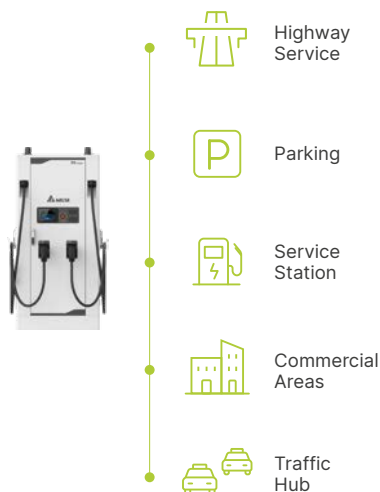 Highway
Service
P
Parking
Service
Station
Commercial
Areas
Traffic
Hub